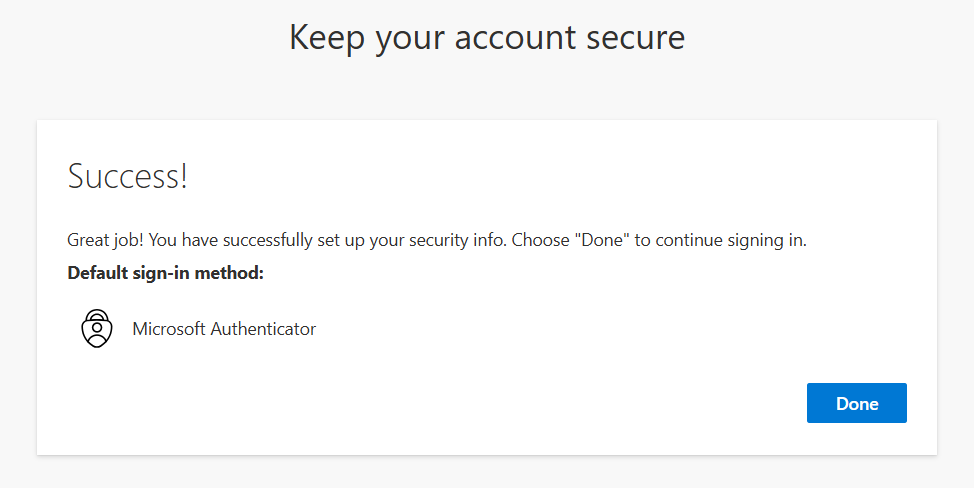 Keep your account secure
Success!
Great job! You have successfully set up your security info. Choose "Done" to continue signing in.
Default sign-in method:
Microsoft Authenticator
Done